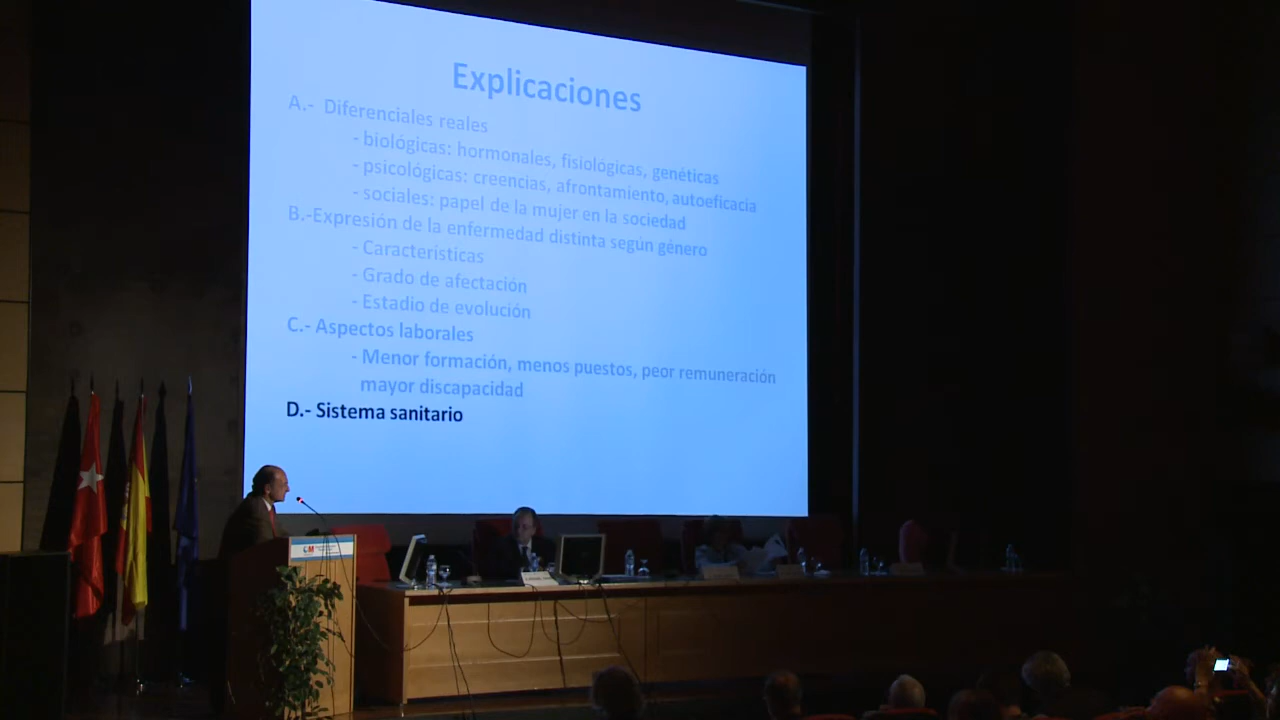 Explicaciones
A.- Diferenciales reales
- biológicas: hormonales, fisiológicas, genéticas
- psicológicas: creencias, afrontamiento, autoeficacia
- sociales: papel de la mujer en la sociedad
B.-Expresión de la enfermedad distinta según género
- Características
- Grado de afectación
- Estadio de evolución
C.- Aspectos laborales
- Menor formación, menos puestos, peor remuneración
mayor discapacidad
D.- Sistema sanitario